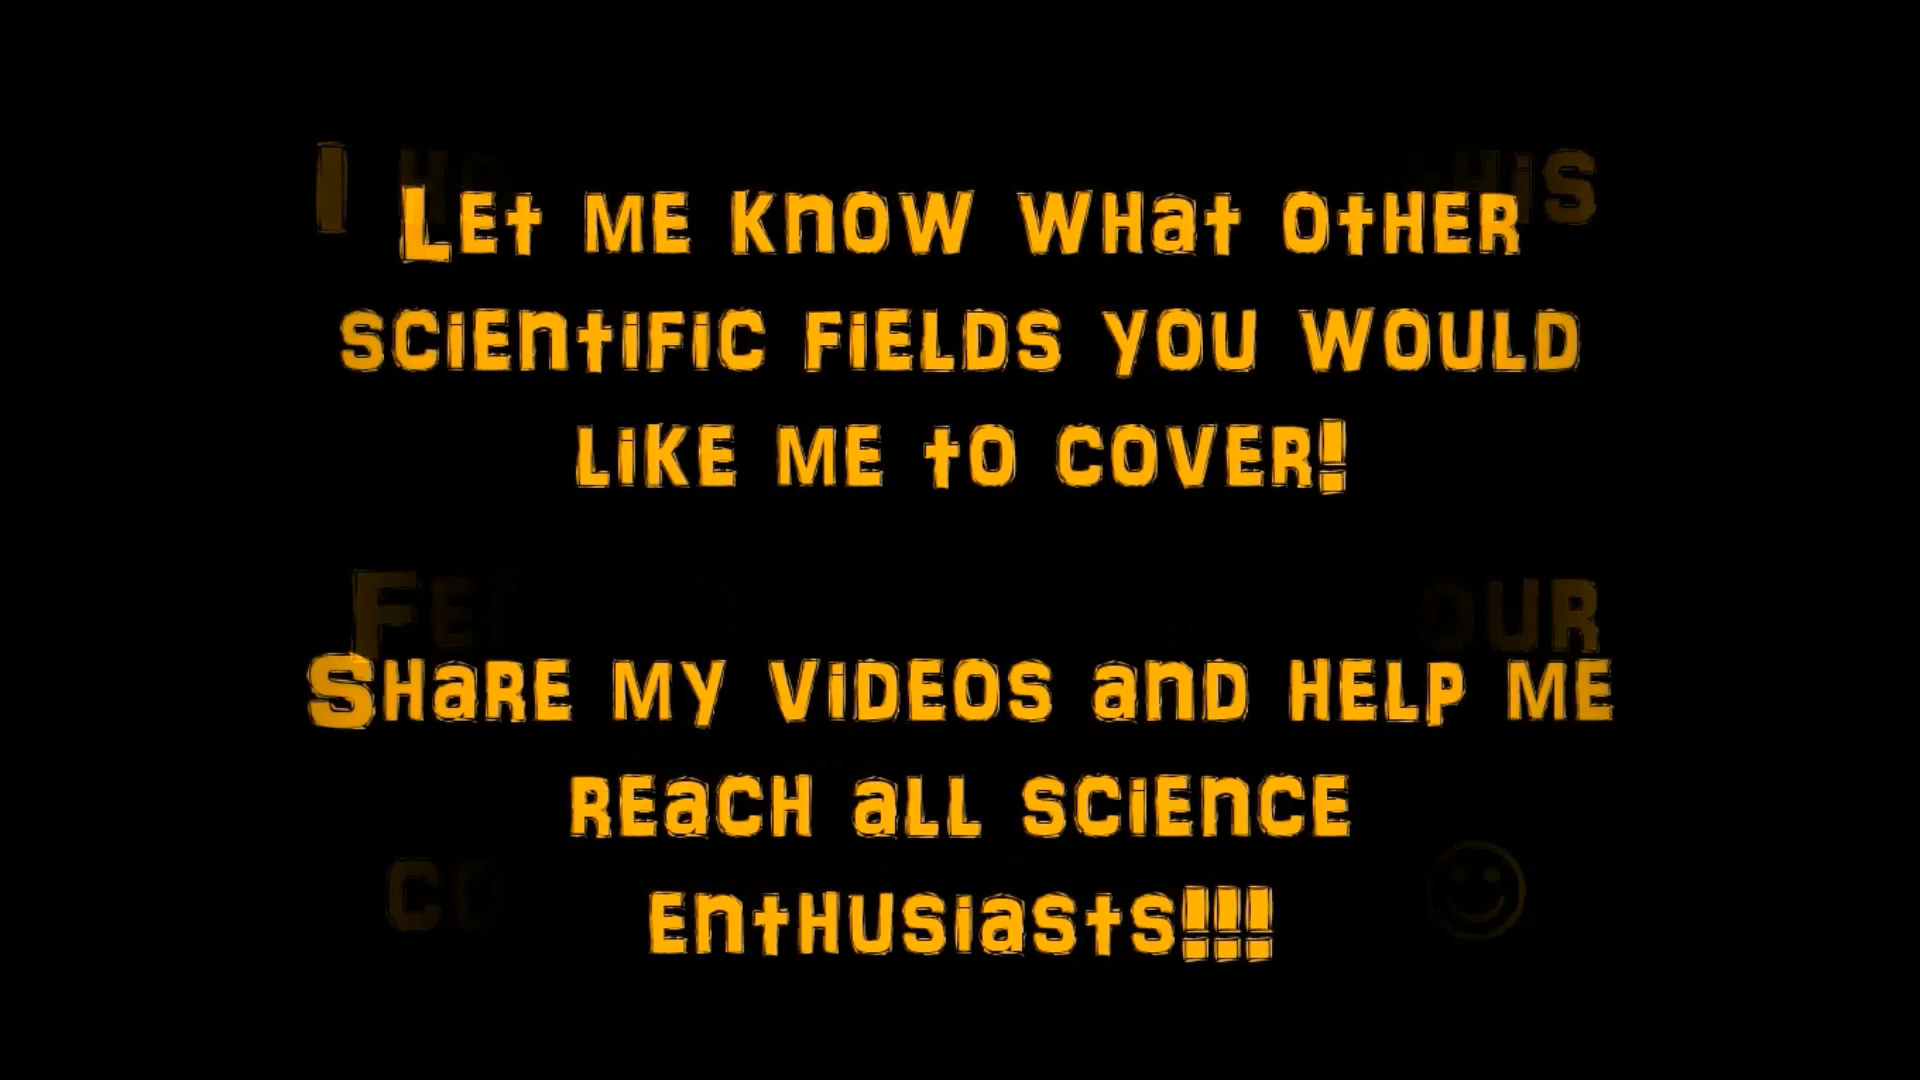 Let me know what other
scientific fields you would
like me to cover!
Share my videos and help me
reach all science
enthusiasts!!!